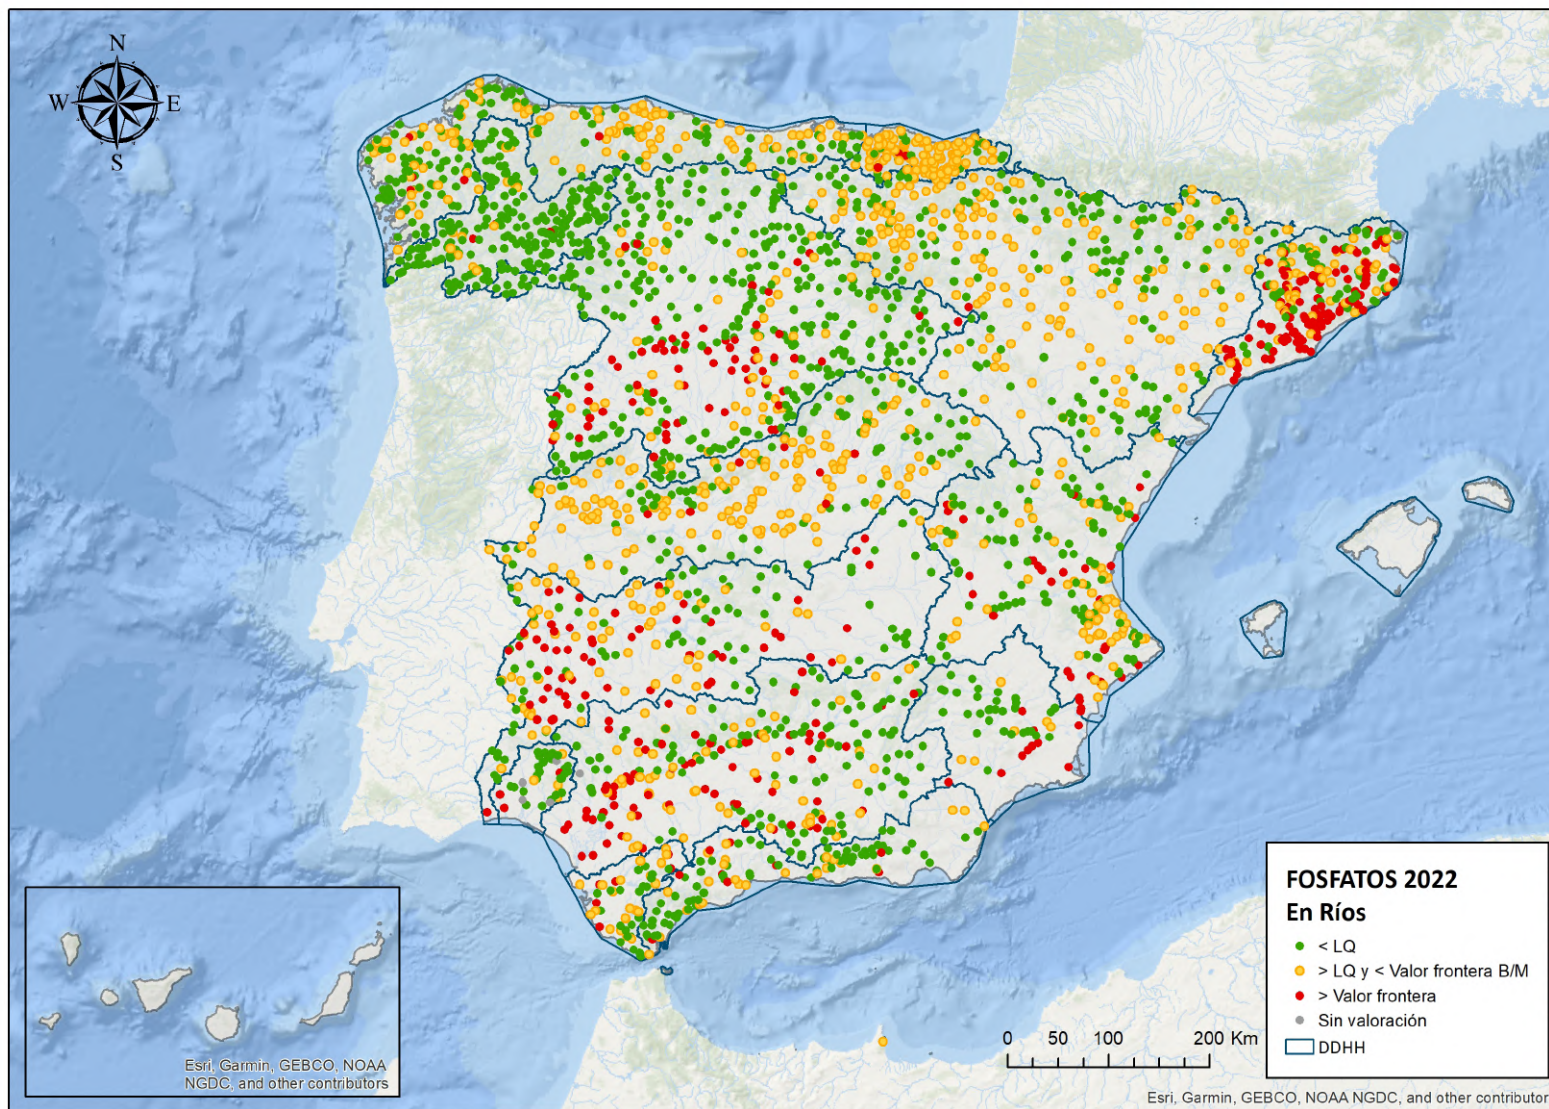 N
W
E
S
FOSFATOS 2022
En Ríos
< LQ
> LQ y < Valor frontera B/M
> Valor frontera
Sin valoración
DDHH
0 50 100 200 Km
Esri, Garmin, GEBCO, NOAA
NGDC, and other contributors
Esri, Garmin, GEBCO, NOAA NGDC, and other contributor